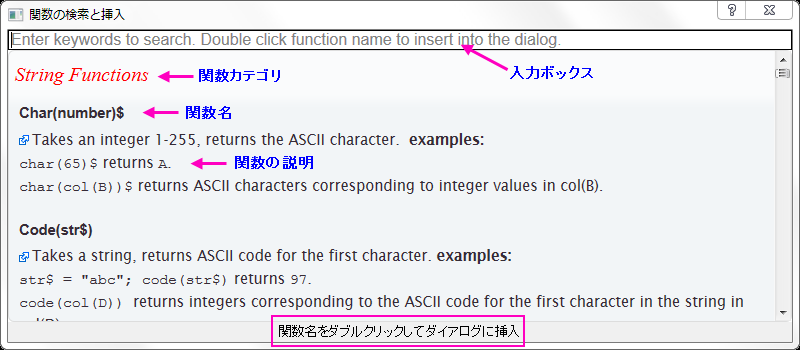 関数の検索と挿入
Enter keywords to search. Double click function name to insert into the dialog.
String Functions 関数カテゴリ 入力ボックス
Char(number)$ 関数名
Takes an integer 1-255, returns the ASCII character. examples:
char(65)$ returns A. 関数の説明
char(col(B))$ returns ASCII characters corresponding to integer values in col(B).
Code(str$)
Takes a string, returns ASCII code for the first character. examples:
str$ = "abc"; code(str$) returns 97.
code(col(D)) returns integers corresponding to the ASCII code for the first character in the string in
関数名をダブルクリックしてダイアログに挿入